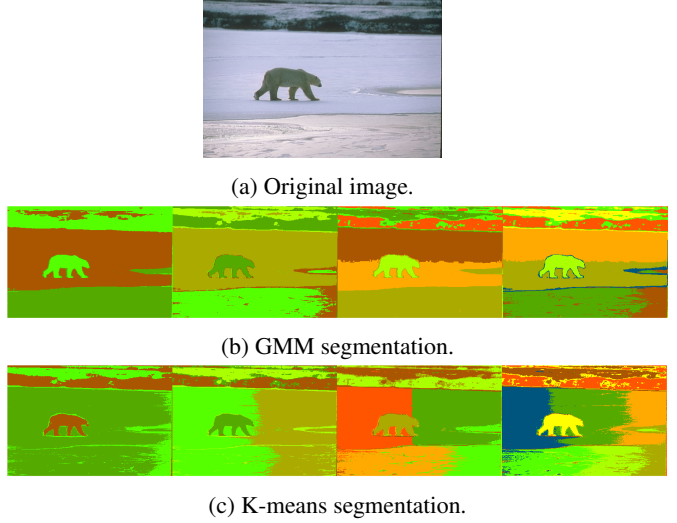 (a) Original image.
(b) GMM segmentation.
(c) K-means segmentation.